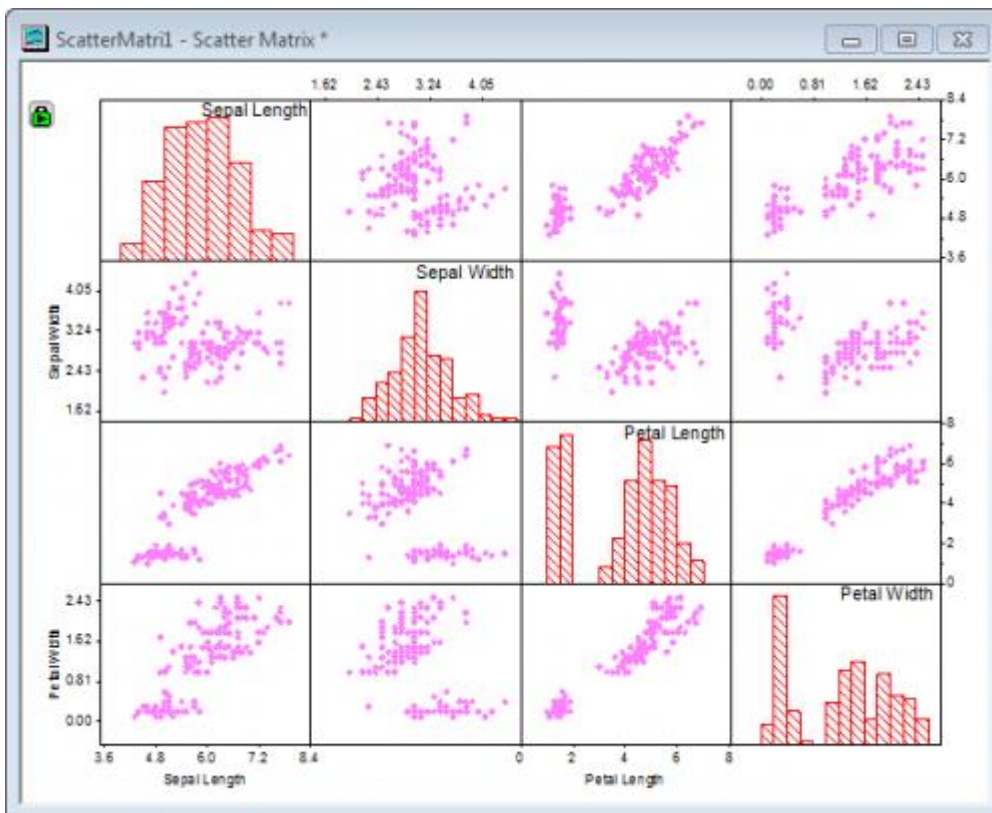 ScatterMatri1 - Scatter Matrix *
1.62 2.43 3.24 4.05 0.00 0.81 1.62 2.43
Sepal Length
8.4
7.2
6.0
4.8
3.6
Sepal Width
4.05
3.24
2.43
1.62
Sepal Width
Petal Length
8
6
4
2
0
Petal Width
2.43
1.62
0.81
0.00
Petal Width
3.6 4.8 6.0 7.2 8.4 0 2 4 6 8
Sepal Length Petal Length